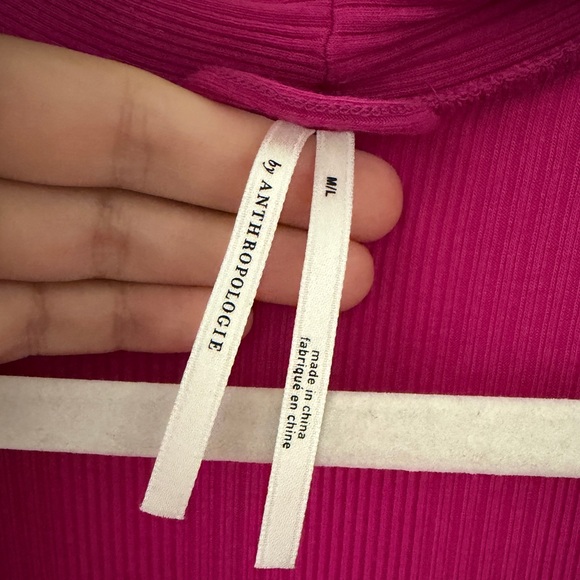 by ANTHROPOLOGIE
M/L
made in china
fabriqué en chine